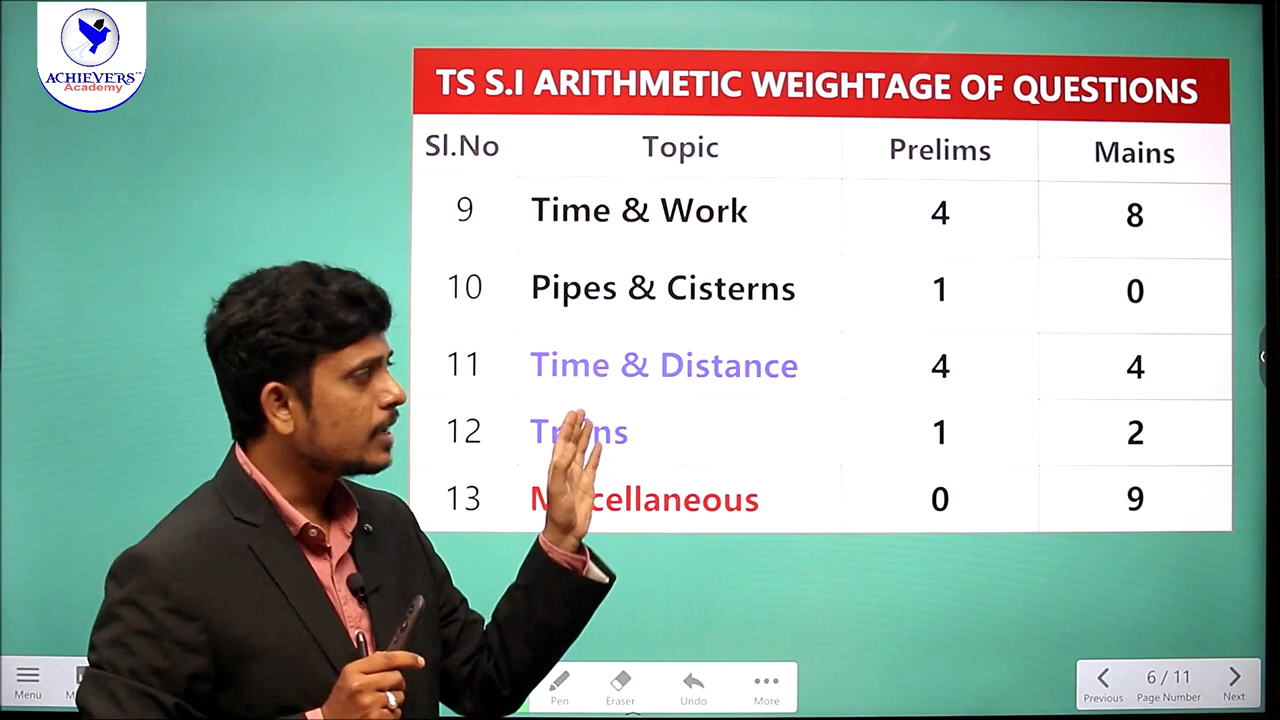 ACHIEVERS™
Academy
TS S.I ARITHMETIC WEIGHTAGE OF QUESTIONS
Sl.No Topic Prelims Mains
9 Time & Work 4 8
10 Pipes & Cisterns 1 0
11 Time & Distance 4 4
12 1 2
13 0 9
Menu Pen Eraser Undo More
6 / 11
Previous Page Number Next